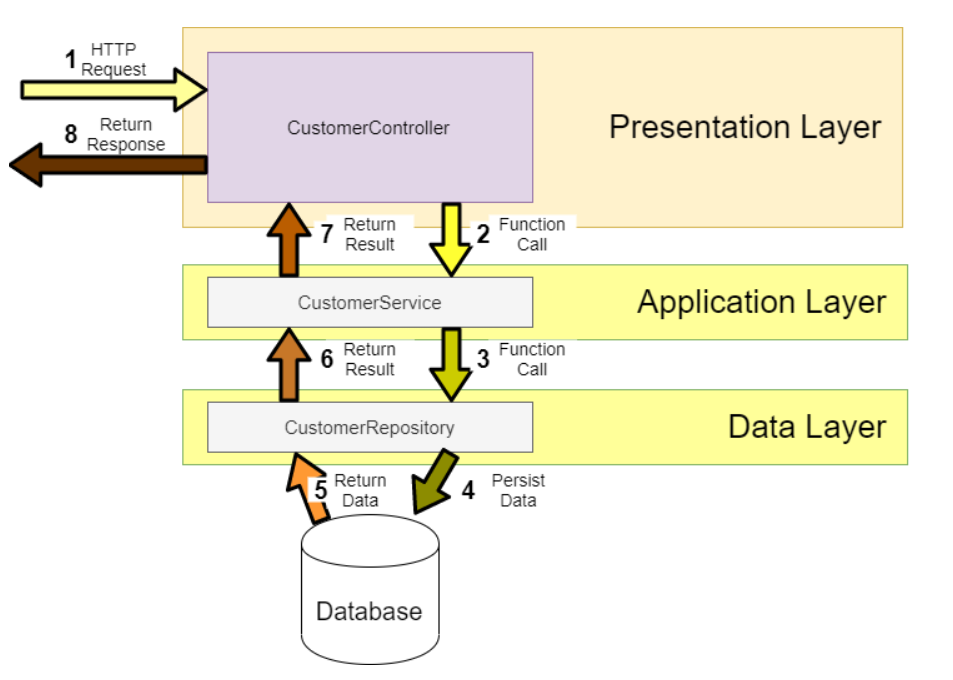 1 HTTP
Request
8 Return
Response
CustomerController
Presentation Layer
7 Return
Result
2 Function
Call
CustomerService
Application Layer
6 Return
Result
3 Function
Call
CustomerRepository
Data Layer
5 Return
Data
4 Persist
Data
Database